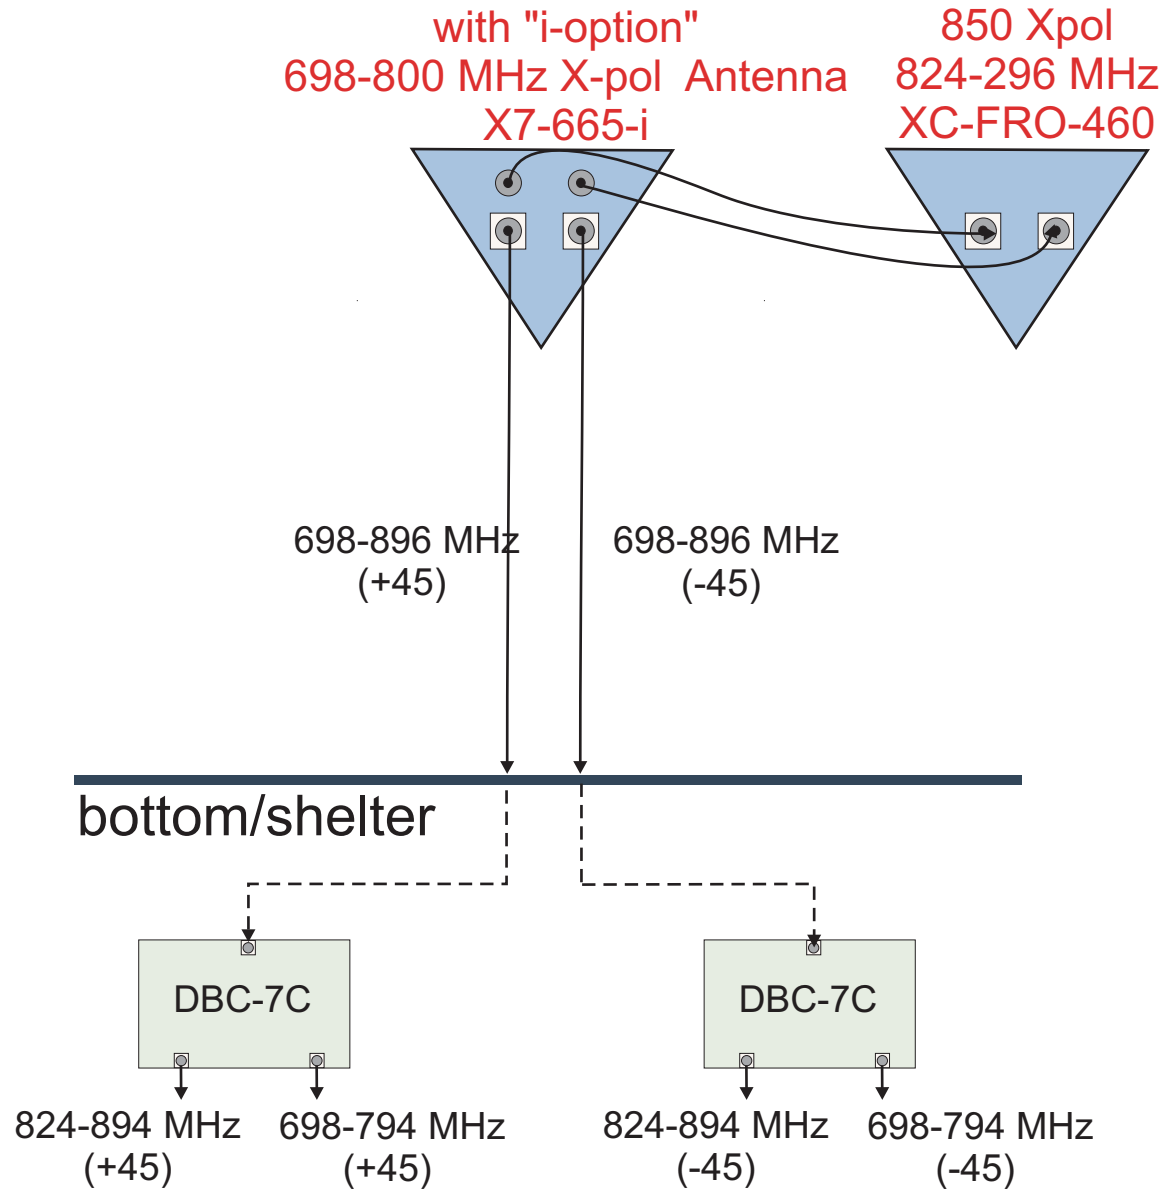 with "i-option"
698-800 MHz X-pol Antenna
X7-665-i
850 Xpol
824-296 MHz
XC-FRO-460
698-896 MHz
(+45)
698-896 MHz
(-45)
bottom/shelter
DBC-7C
DBC-7C
824-894 MHz
(+45)
698-794 MHz
(+45)
824-894 MHz
(-45)
698-794 MHz
(-45)